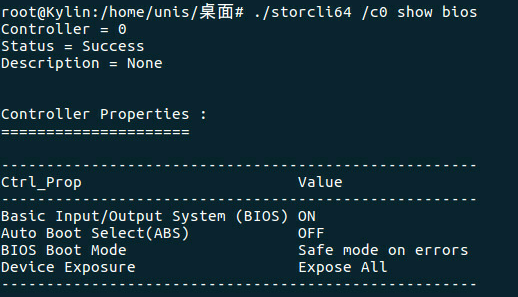 root@Kylin:/home/unis/桌面# ./storcli64 /c0 show bios
Controller = 0
Status = Success
Description = None
Controller Properties :
=====================
-----------------------------------------------------
Ctrl_Prop                        Value
-----------------------------------------------------
Basic Input/Output System (BIOS) ON
Auto Boot Select(ABS)            OFF
BIOS Boot Mode                   Safe mode on errors
Device Exposure                  Expose All
-----------------------------------------------------